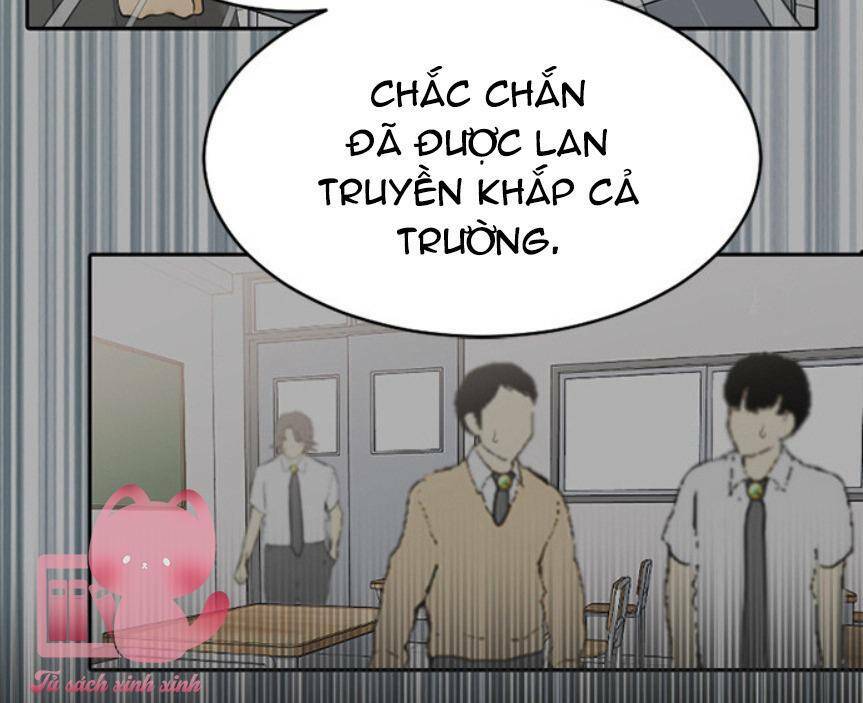 CHẮC CHẮN
ĐÃ ĐƯỢC LAN
TRUYỀN KHẮP CẢ
TRƯỜNG.
Tủ sách xinh xinh